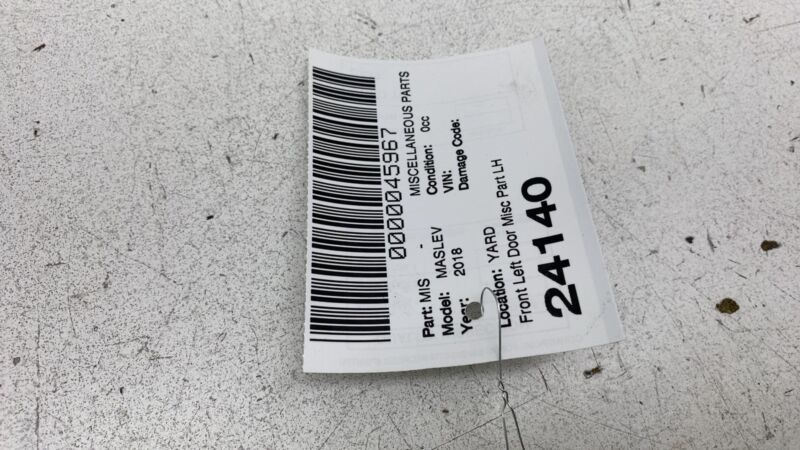 0000045967
Part: MIS - MISCELLANEOUS PARTS
Model: MASLEV Condition: 0cc
Year: 2018 VIN:
Damage Code:
Location: YARD
Front Left Door Misc Part LH
24140